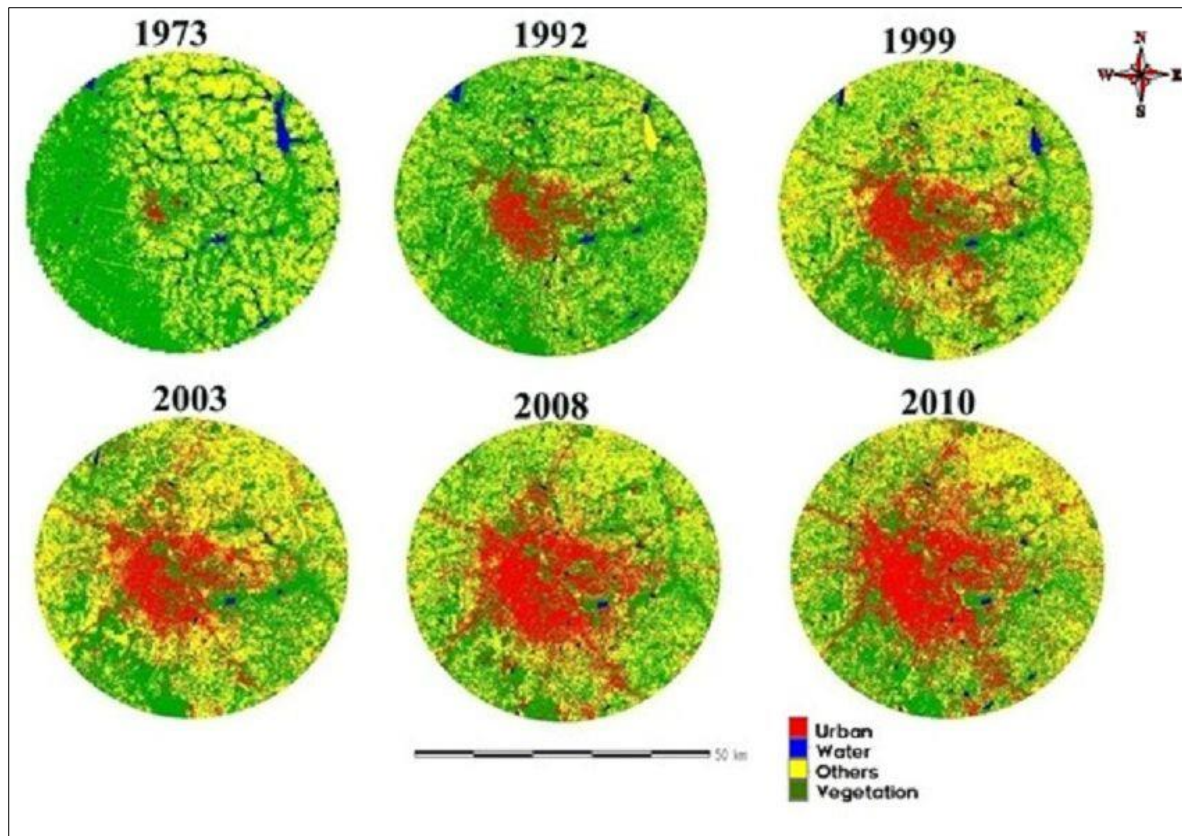 1973
1992
1999
N
W E
S
2003
2008
2010
50 km
Urban
Water
Others
Vegetation